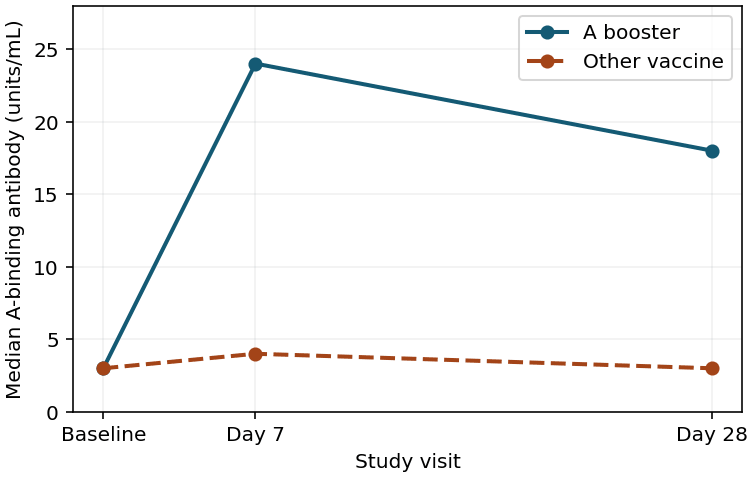 Median A-binding antibody (units/mL)
25
20
15
10
5
0
A booster
Other vaccine
Baseline
Day 7
Day 28
Study visit